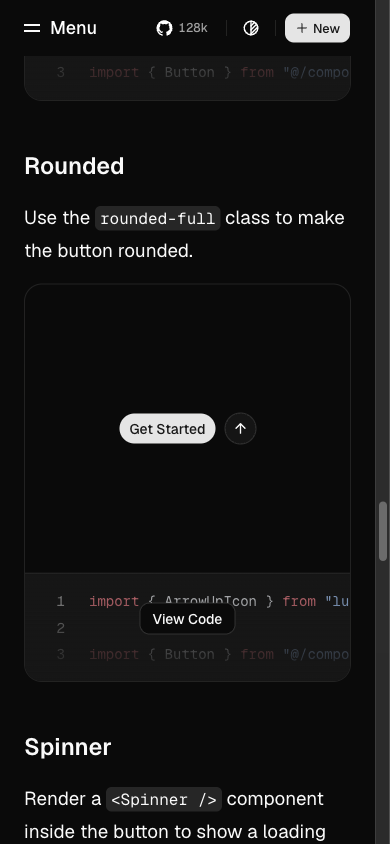 Menu 128k + New
3 import { Button } from "@/compo
Rounded
Use the rounded-full class to make
the button rounded.
Get Started
1 import { ArrowUpIcon } from "lu
2
View Code
3 import { Button } from "@/compo
Spinner
Render a <Spinner /> component
inside the button to show a loading